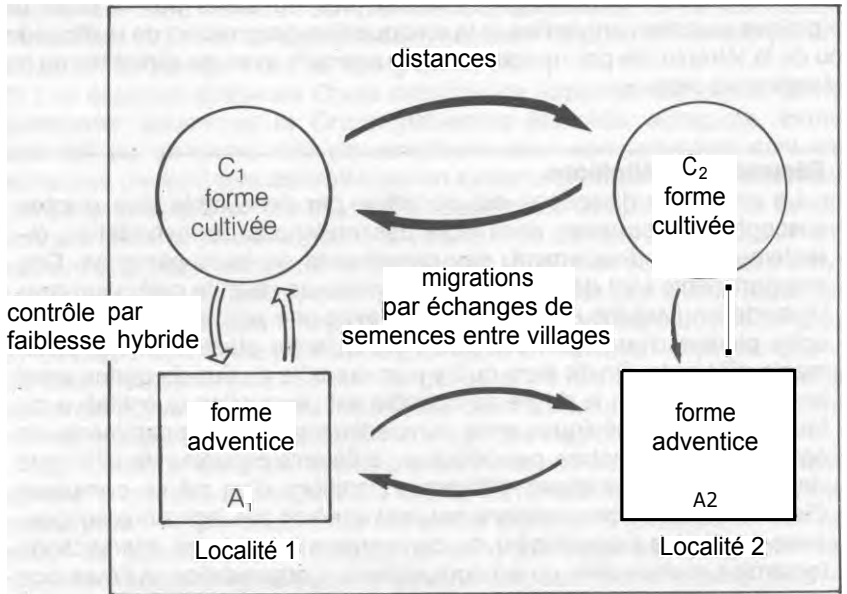 distances
C₁
forme
cultivée
C₂
forme
cultivée
migrations
par échanges de
semences entre villages
contrôle par
faiblesse hybride
forme
adventice
A₁
forme
adventice
A2
Localité 1
Localité 2